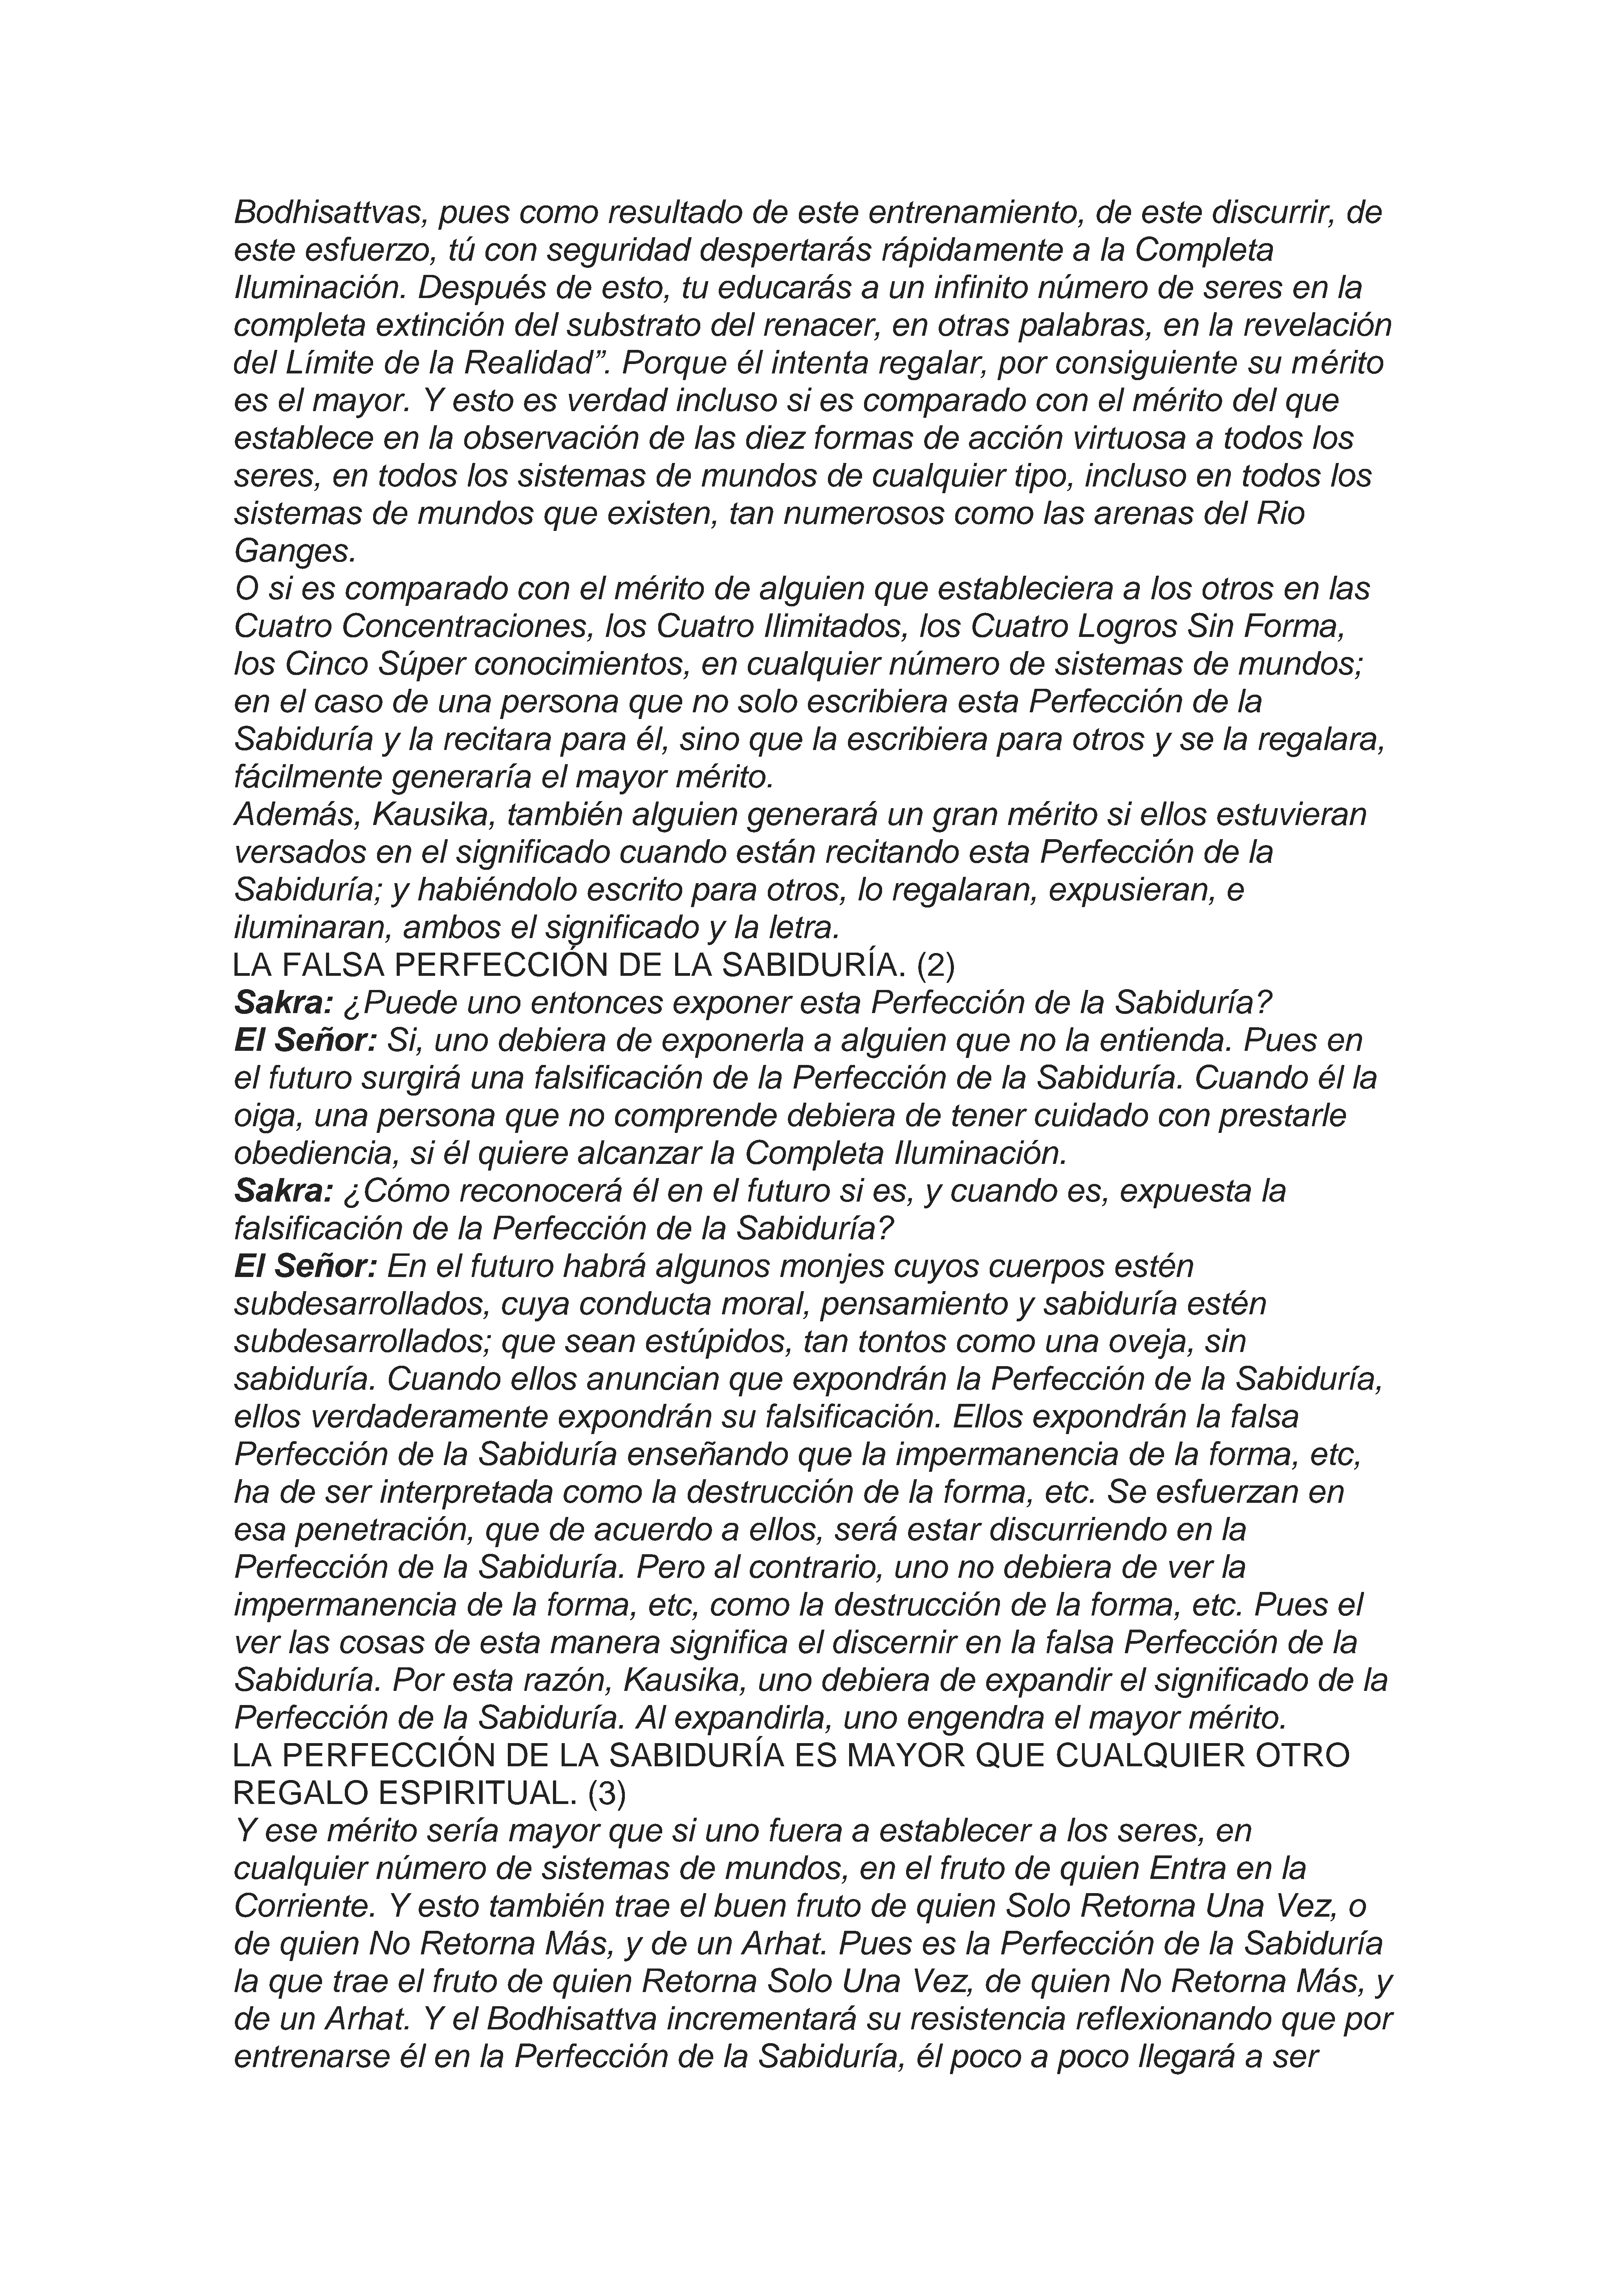 Bodhisattvas, pues como resultado de este entrenamiento, de este discurrir, de
este esfuerzo, tú con seguridad despertarás rápidamente a la Completa
Iluminación. Después de esto, tu educarás a un infinito número de seres en la
completa extinción del substrato del renacer, en otras palabras, en la revelación
del Límite de la Realidad”. Porque él intenta regalar, por consiguiente su mérito
es el mayor. Y esto es verdad incluso si es comparado con el mérito del que
establece en la observación de las diez formas de acción virtuosa a todos los
seres, en todos los sistemas de mundos de cualquier tipo, incluso en todos los
sistemas de mundos que existen, tan numerosos como las arenas del Rio
Ganges.
O si es comparado con el mérito de alguien que estableciera a los otros en las
Cuatro Concentraciones, los Cuatro Ilimitados, los Cuatro Logros Sin Forma,
los Cinco Súper conocimientos, en cualquier número de sistemas de mundos;
en el caso de una persona que no solo escribiera esta Perfección de la
Sabiduría y la recitara para él, sino que la escribiera para otros y se la regalara,
fácilmente generaría el mayor mérito.
Además, Kausika, también alguien generará un gran mérito si ellos estuvieran
versados en el significado cuando están recitando esta Perfección de la
Sabiduría; y habiéndolo escrito para otros, lo regalaran, expusieran, e
iluminaran, ambos el significado y la letra.
LA FALSA PERFECCIÓN DE LA SABIDURÍA. (2)
Sakra: ¿Puede uno entonces exponer esta Perfección de la Sabiduría?
El Señor: Si, uno debiera de exponerla a alguien que no la entienda. Pues en
el futuro surgirá una falsificación de la Perfección de la Sabiduría. Cuando él la
oiga, una persona que no comprende debiera de tener cuidado con prestarle
obediencia, si él quiere alcanzar la Completa Iluminación.
Sakra: ¿Cómo reconocerá él en el futuro si es, y cuando es, expuesta la
falsificación de la Perfección de la Sabiduría?
El Señor: En el futuro habrá algunos monjes cuyos cuerpos estén
subdesarrollados, cuya conducta moral, pensamiento y sabiduría estén
subdesarrollados; que sean estúpidos, tan tontos como una oveja, sin
sabiduría. Cuando ellos anuncian que expondrán la Perfección de la Sabiduría,
ellos verdaderamente expondrán su falsificación. Ellos expondrán la falsa
Perfección de la Sabiduría enseñando que la impermanencia de la forma, etc,
ha de ser interpretada como la destrucción de la forma, etc. Se esfuerzan en
esa penetración, que de acuerdo a ellos, será estar discurriendo en la
Perfección de la Sabiduría. Pero al contrario, uno no debiera de ver la
impermanencia de la forma, etc, como la destrucción de la forma, etc. Pues el
ver las cosas de esta manera significa el discernir en la falsa Perfección de la
Sabiduría. Por esta razón, Kausika, uno debiera de expandir el significado de la
Perfección de la Sabiduría. Al expandirla, uno engendra el mayor mérito.
LA PERFECCIÓN DE LA SABIDURÍA ES MAYOR QUE CUALQUIER OTRO
REGALO ESPIRITUAL. (3)
Y ese mérito sería mayor que si uno fuera a establecer a los seres, en
cualquier número de sistemas de mundos, en el fruto de quien Entra en la
Corriente. Y esto también trae el buen fruto de quien Solo Retorna Una Vez, o
de quien No Retorna Más, y de un Arhat. Pues es la Perfección de la Sabiduría
la que trae el fruto de quien Retorna Solo Una Vez, de quien No Retorna Más, y
de un Arhat. Y el Bodhisattva incrementará su resistencia reflexionando que por
entrenarse él en la Perfección de la Sabiduría, él poco a poco llegará a ser